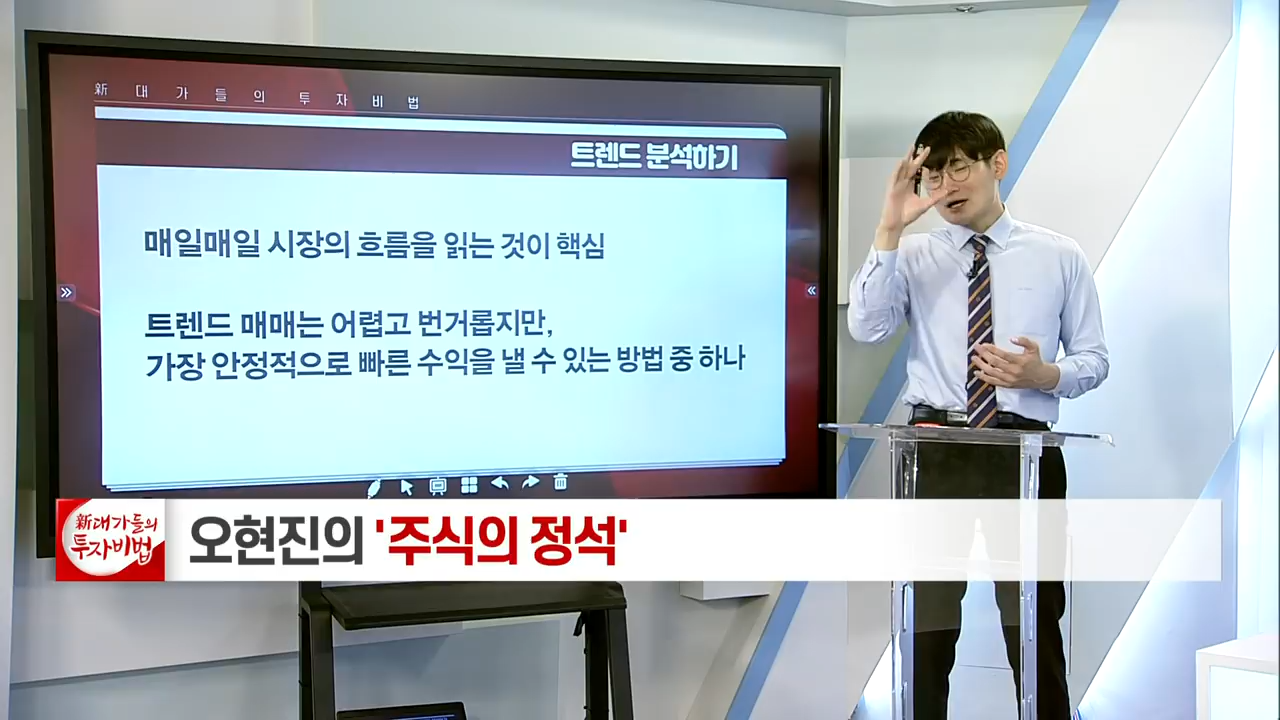 新 대가들의 투자비법
트렌드 분석하기
매일매일 시장의 흐름을 읽는 것이 핵심
트렌드 매매는 어렵고 번거롭지만,
가장 안정적으로 빠른 수익을 낼 수 있는 방법 중 하나
新대가들의
투자비법
오현진의 '주식의 정석'